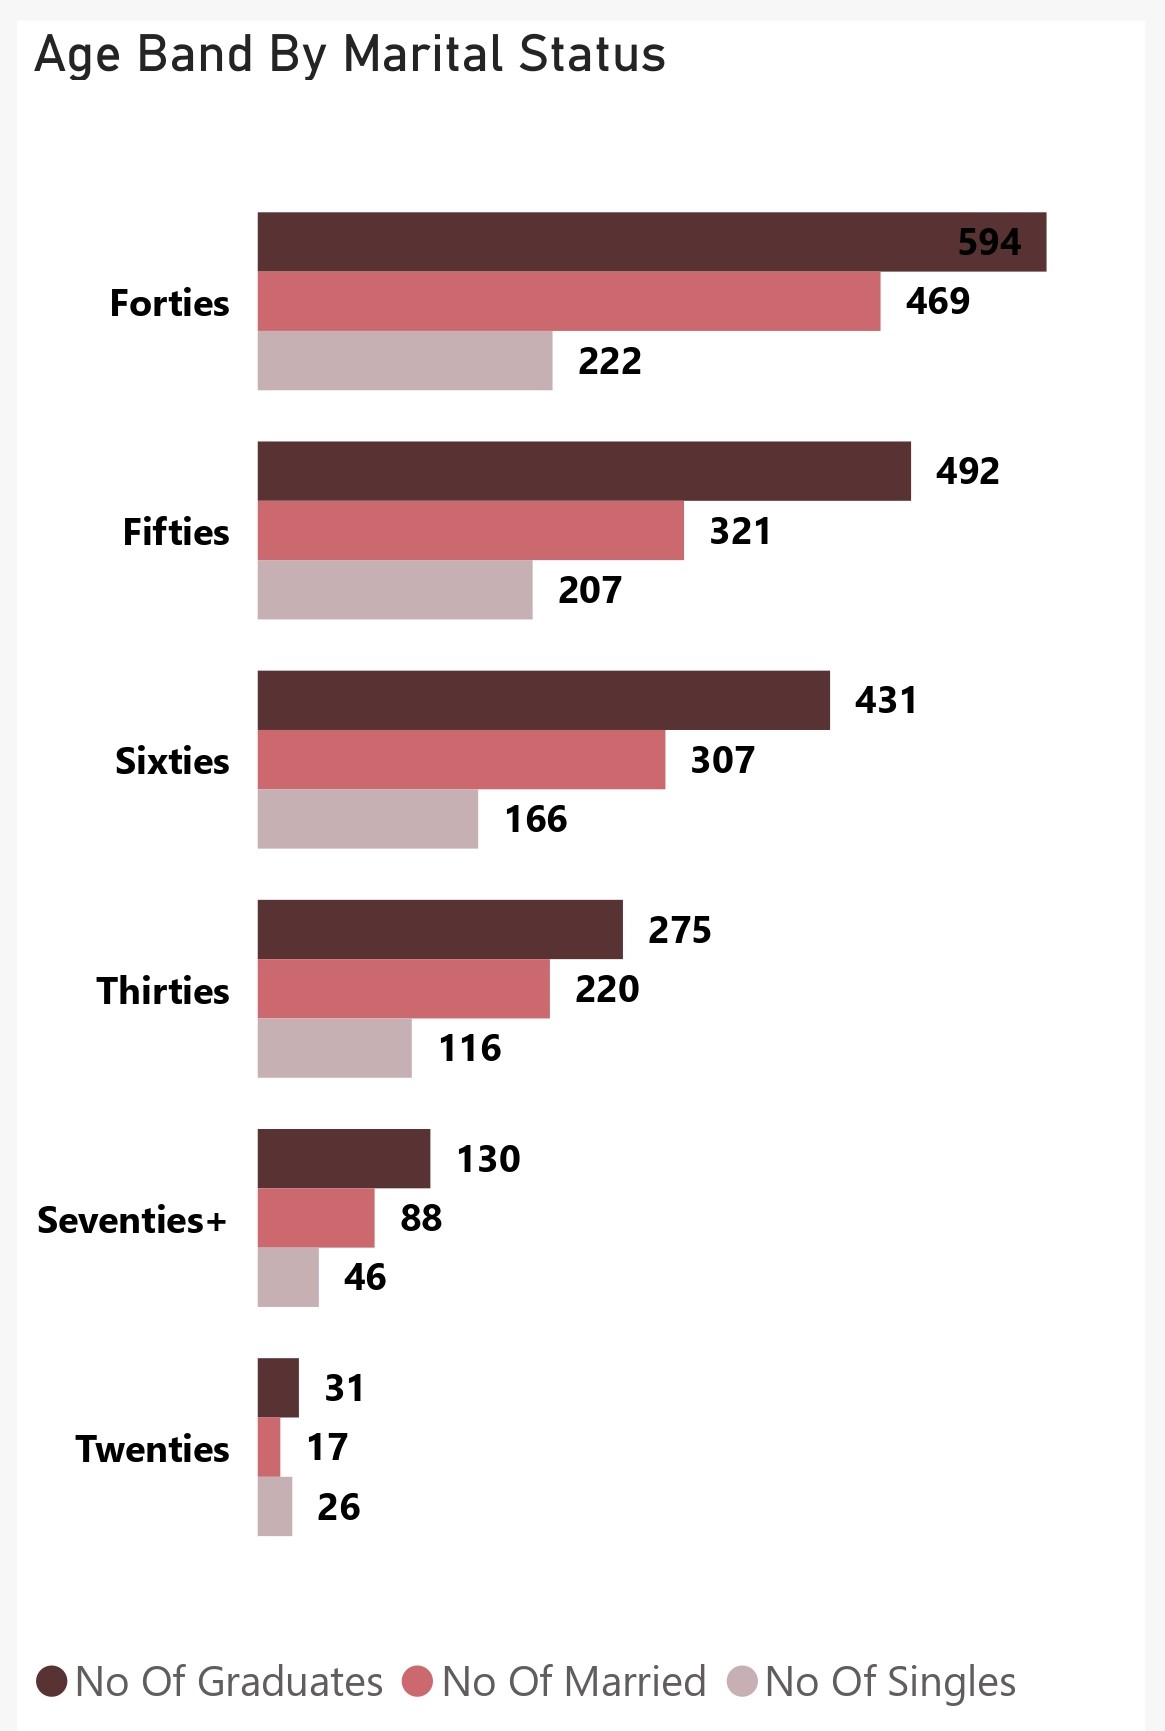 Age Band By Marital Status
594
Forties 469
222
492
Fifties 321
207
431
Sixties 307
166
275
Thirties 220
116
130
Seventies+ 88
46
31
Twenties 17
26
No Of Graduates No Of Married No Of Singles